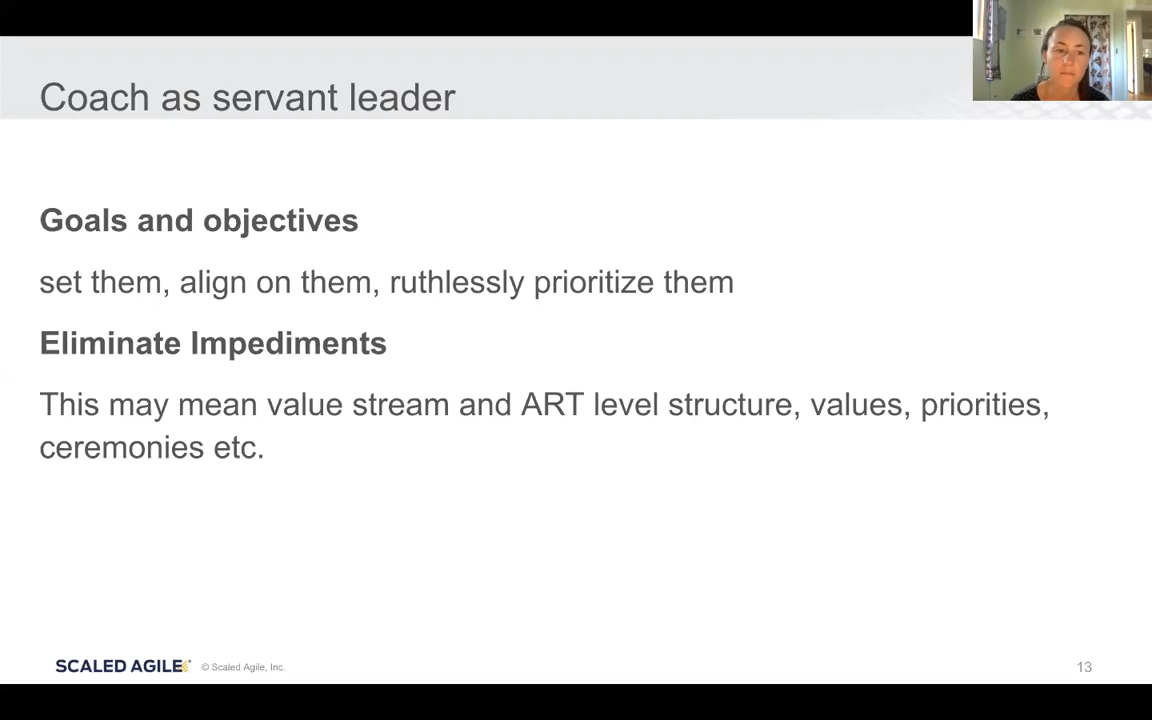 Coach as servant leader
Goals and objectives
set them, align on them, ruthlessly prioritize them
Eliminate Impediments
This may mean value stream and ART level structure, values, priorities,
ceremonies etc.
SCALED AGILE © Scaled Agile, Inc. 13